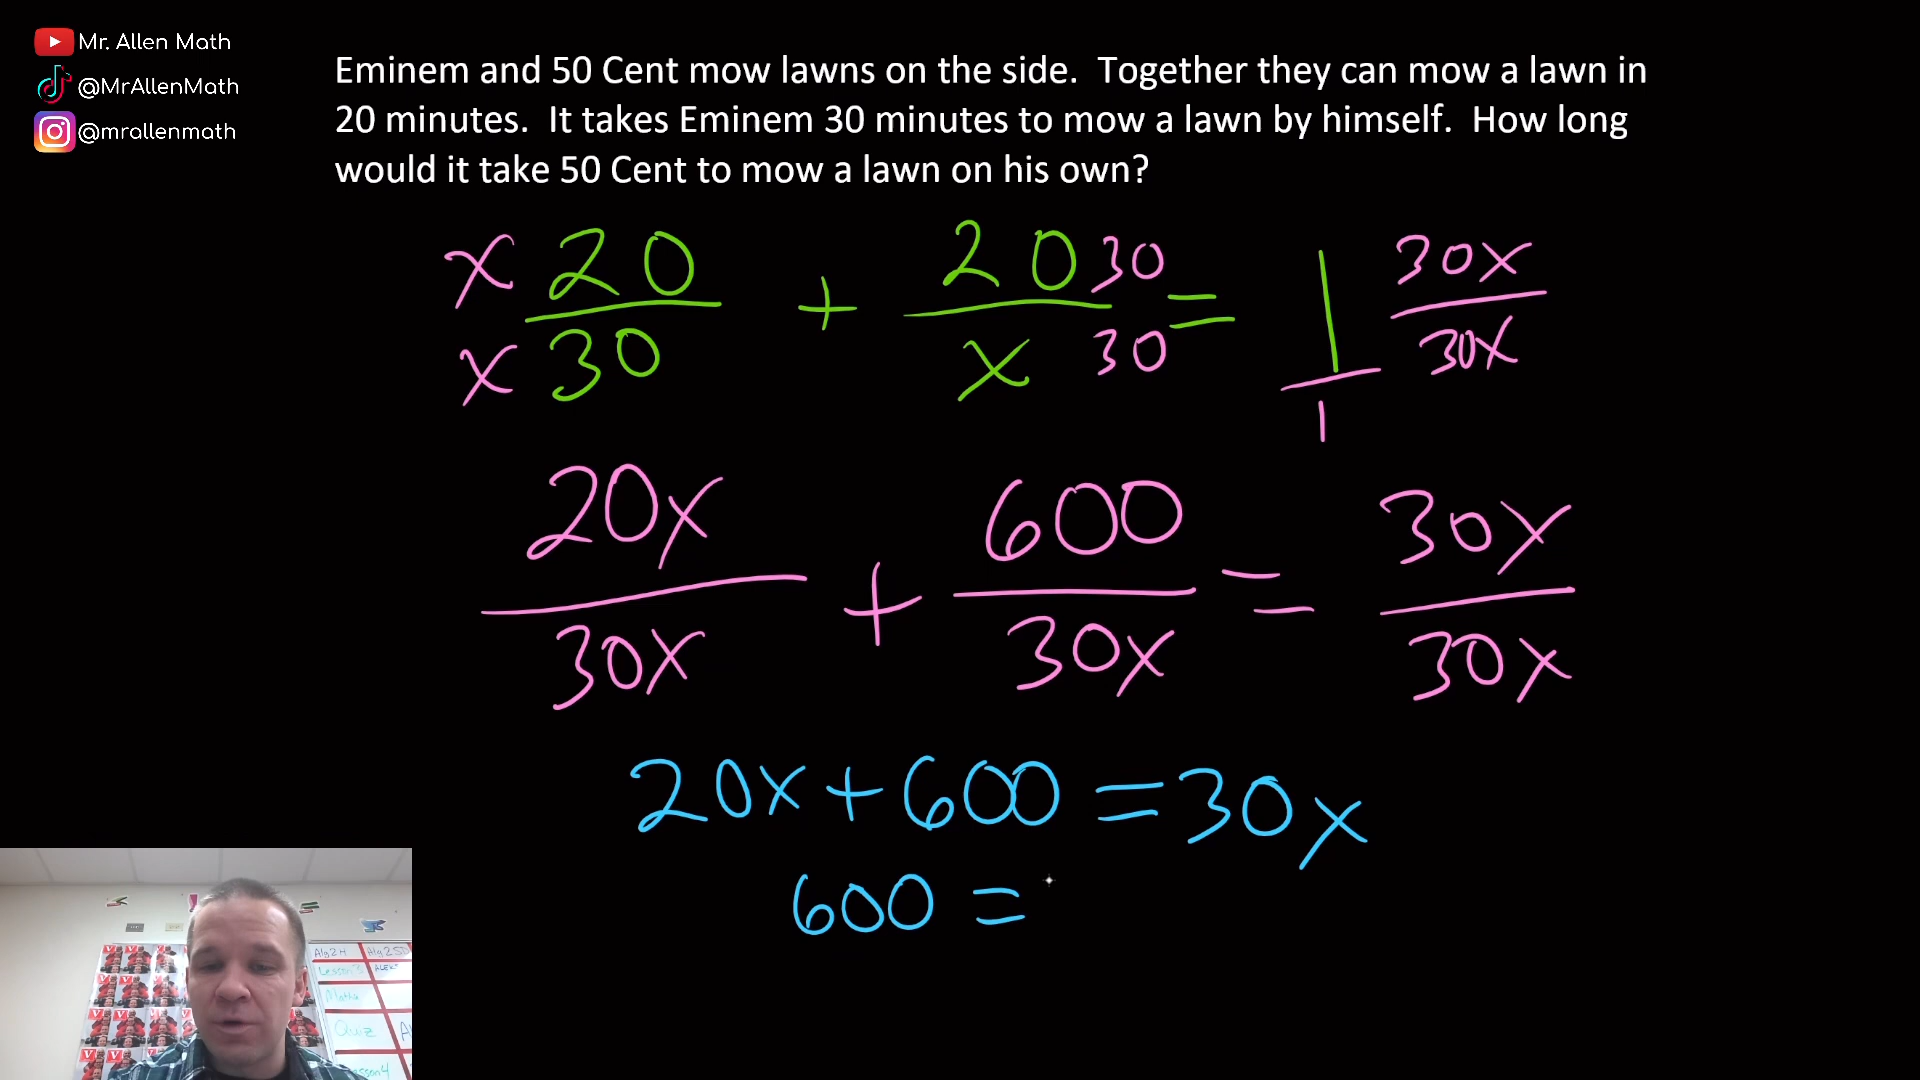 Mr. Allen Math
@MrAllenMath
@mrallenmath
Eminem and 50 Cent mow lawns on the side. Together they can mow a lawn in
20 minutes. It takes Eminem 30 minutes to mow a lawn by himself. How long
would it take 50 Cent to mow a lawn on his own?
x 20 + 20 30 = 1 30x
x 30 x 30 1 30x
20x + 600 = 30x
30x 30x 30x
20x + 600 = 30x
600 =
Alg 2H
Quiz